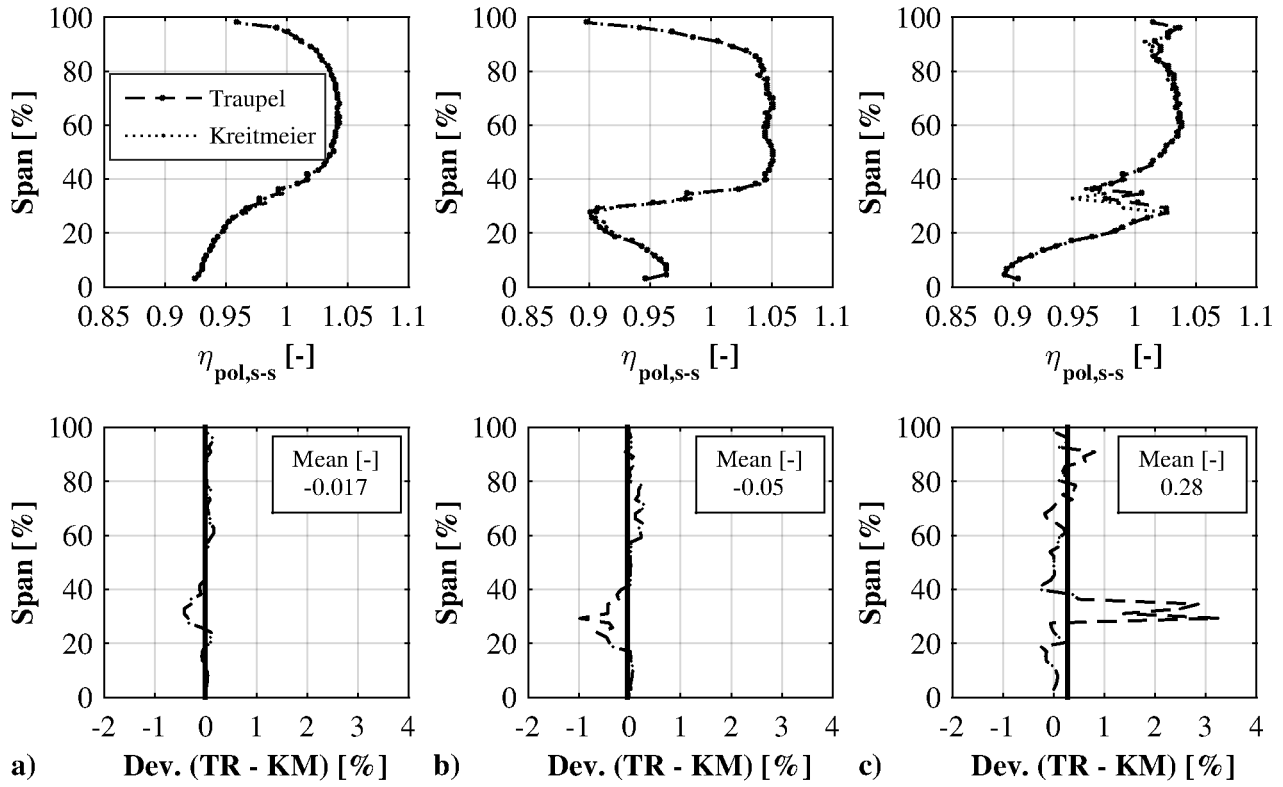 100
80
60
40
20
0
Span [%]
0.85 0.9 0.95 1 1.05 1.1
η pol,s-s [-]
Traupel
Kreitmeier
100
80
60
40
20
0
Span [%]
0.85 0.9 0.95 1 1.05 1.1
η pol,s-s [-]
100
80
60
40
20
0
Span [%]
0.85 0.9 0.95 1 1.05 1.1
η pol,s-s [-]
100
80
60
40
20
0
Span [%]
Mean [-]
-0.017
-2 -1 0 1 2 3 4
a) Dev. (TR - KM) [%]
100
80
60
40
20
0
Span [%]
Mean [-]
-0.05
-2 -1 0 1 2 3 4
b) Dev. (TR - KM) [%]
100
80
60
40
20
0
Span [%]
Mean [-]
0.28
-2 -1 0 1 2 3 4
c) Dev. (TR - KM) [%]